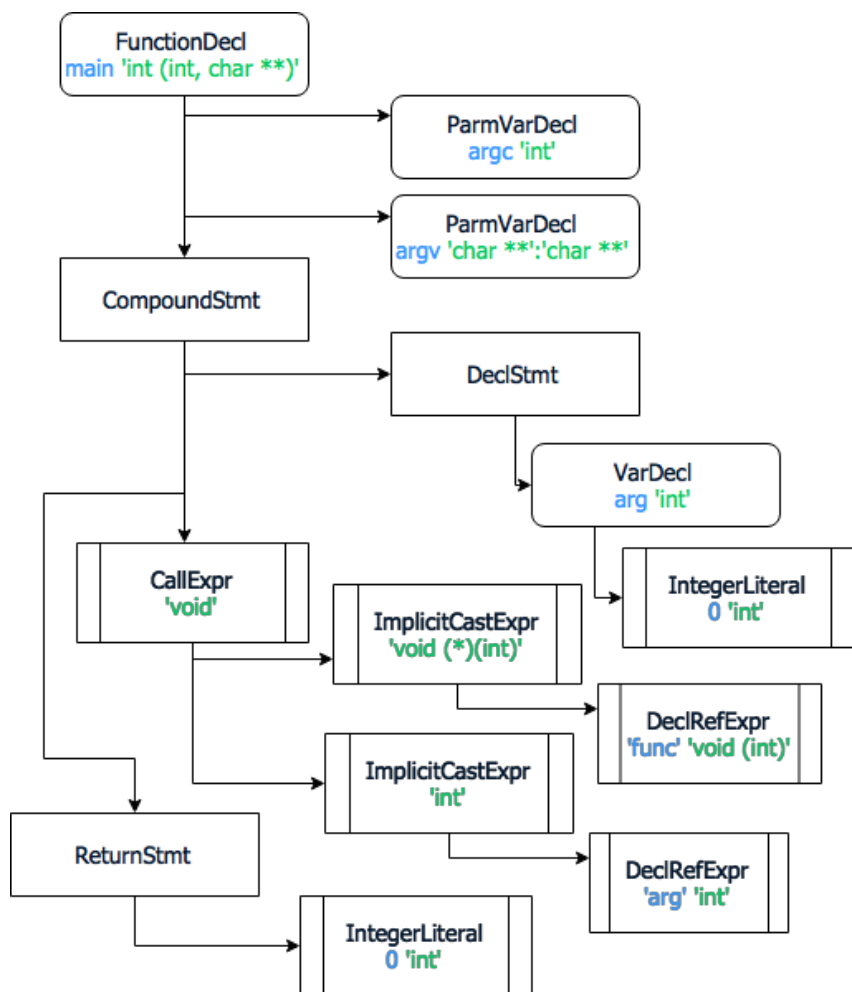 FunctionDecl
main 'int (int, char **)'
ParmVarDecl
argc 'int'
ParmVarDecl
argv 'char **':'char **'
CompoundStmt
DeclStmt
VarDecl
arg 'int'
CallExpr
'void'
IntegerLiteral
0 'int'
ImplicitCastExpr
'void (*)(int)'
DeclRefExpr
'func' 'void (int)'
ImplicitCastExpr
'int'
ReturnStmt
DeclRefExpr
'arg' 'int'
IntegerLiteral
0 'int'